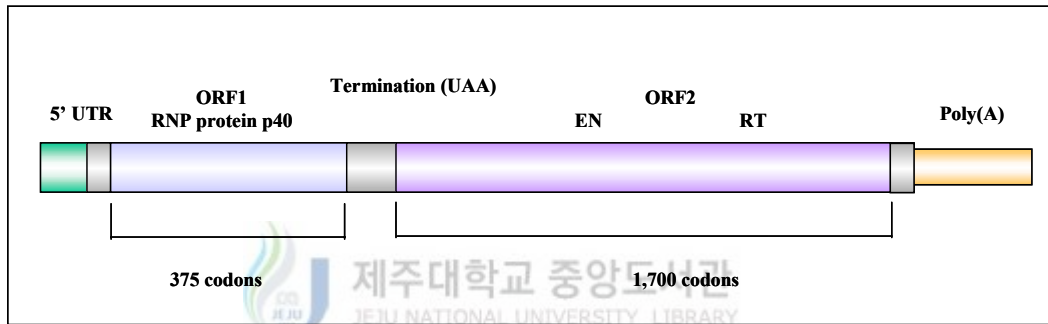 Termination (UAA)
5’ UTR
ORF1
RNP protein p40
ORF2
EN RT
Poly(A)
375 codons
1,700 codons
제주대학교 중앙도서관
JEJU NATIONAL UNIVERSITY LIBRARY
JEJU